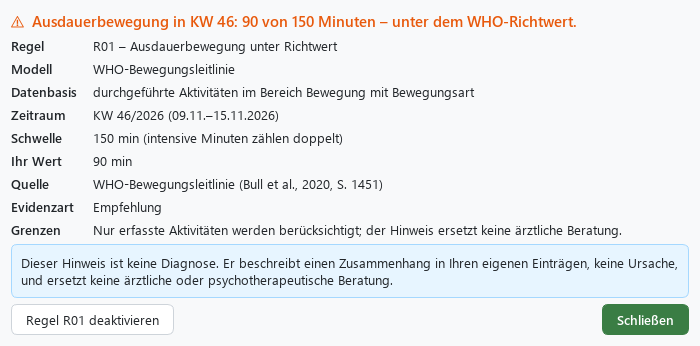 ⚠ Ausdauerbewegung in KW 46: 90 von 150 Minuten – unter dem WHO-Richtwert.
Regel R01 – Ausdauerbewegung unter Richtwert
Modell WHO-Bewegungsleitlinie
Datenbasis durchgeführte Aktivitäten im Bereich Bewegung mit Bewegungsart
Zeitraum KW 46/2026 (09.11.–15.11.2026)
Schwelle 150 min (intensive Minuten zählen doppelt)
Ihr Wert 90 min
Quelle WHO-Bewegungsleitlinie (Bull et al., 2020, S. 1451)
Evidenzart Empfehlung
Grenzen Nur erfasste Aktivitäten werden berücksichtigt; der Hinweis ersetzt keine ärztliche Beratung.
Dieser Hinweis ist keine Diagnose. Er beschreibt einen Zusammenhang in Ihren eigenen Einträgen, keine Ursache,
und ersetzt keine ärztliche oder psychotherapeutische Beratung.
Regel R01 deaktivieren Schließen